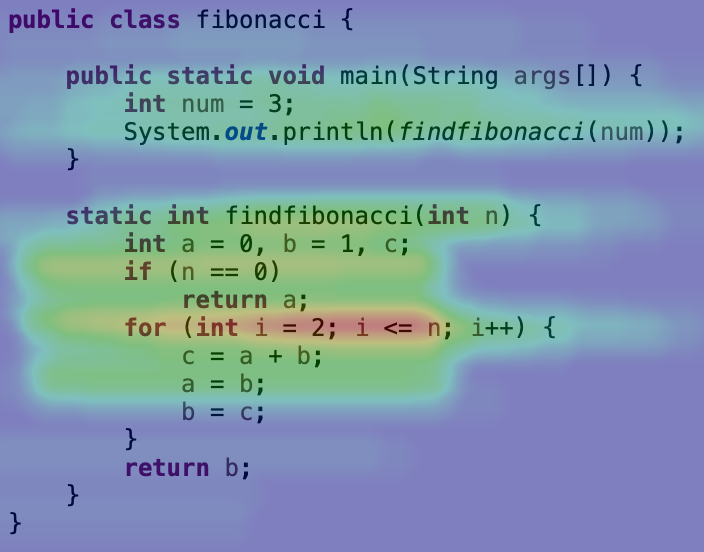 public class fibonacci {
    public static void main(String args[]) {
        int num = 3;
        System.out.println(findfibonacci(num));
    }
    static int findfibonacci(int n) {
        int a = 0, b = 1, c;
        if (n == 0)
            return a;
        for (int i = 2; i <= n; i++) {
            c = a + b;
            a = b;
            b = c;
        }
        return b;
    }
}